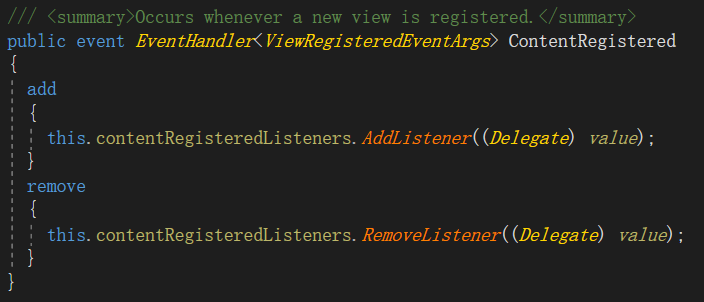 /// <summary>Occurs whenever a new view is registered.</summary>
public event EventHandler<ViewRegisteredEventArgs> ContentRegistered
{
  add
  {
    this.contentRegisteredListeners.AddListener((Delegate) value);
  }
  remove
  {
    this.contentRegisteredListeners.RemoveListener((Delegate) value);
  }
}